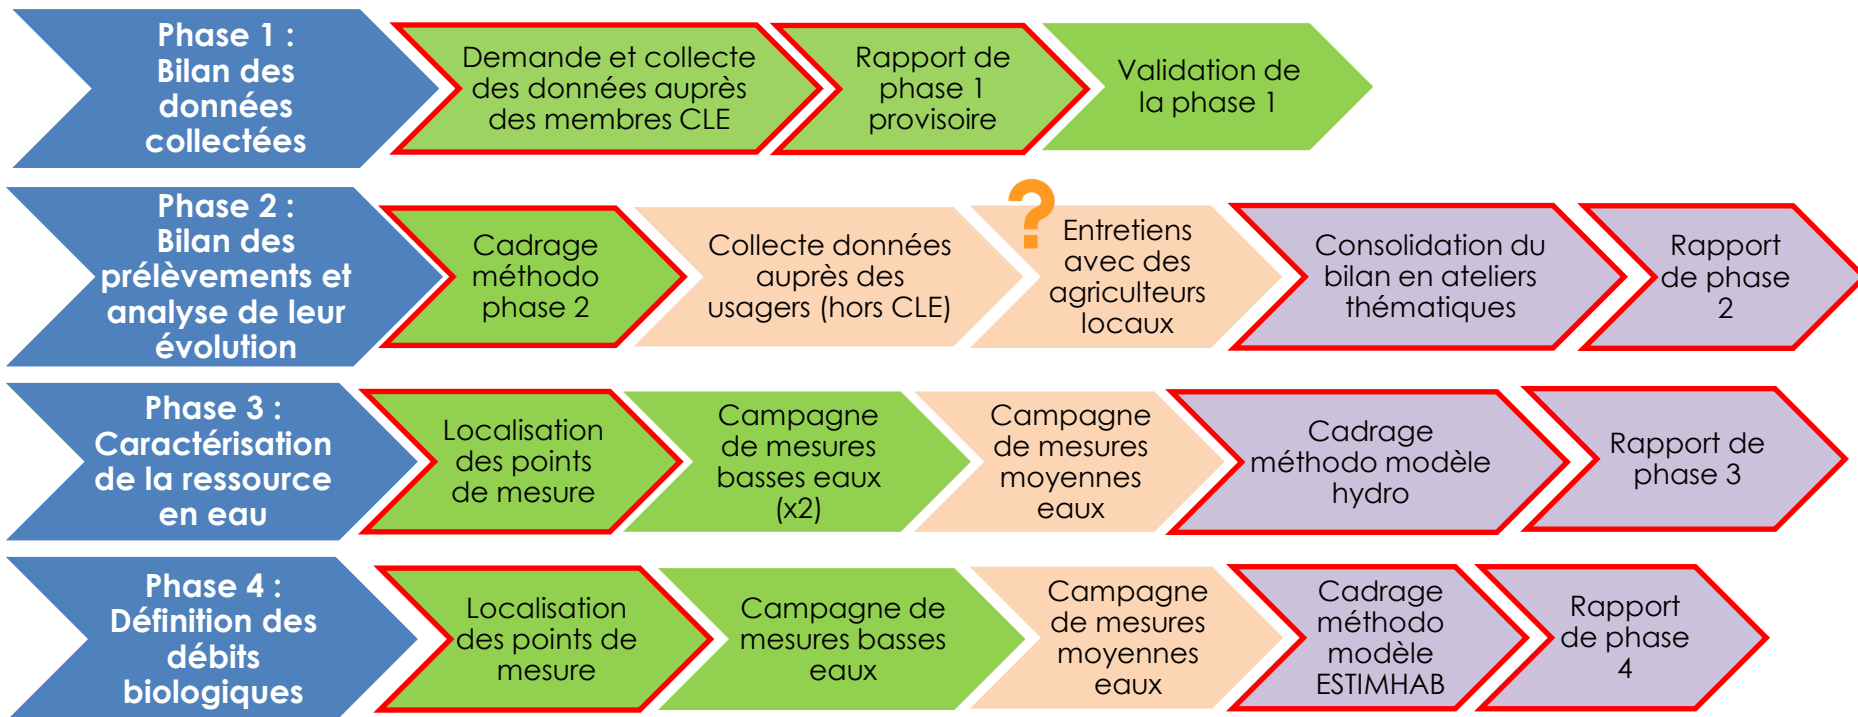 Phase 1 :
Bilan des
données
collectées
Demande et collecte
des données auprès
des membres CLE
Rapport de
phase 1
provisoire
Validation de
la phase 1
Phase 2 :
Bilan des
prélèvements et
analyse de leur
évolution
Cadrage
méthodo
phase 2
Collecte données
auprès des
usagers (hors CLE)
?
Entretiens
avec des
agriculteurs
locaux
Consolidation du
bilan en ateliers
thématiques
Rapport
de phase
2
Phase 3 :
Caractérisation
de la ressource
en eau
Localisation
des points
de mesure
Campagne
de mesures
basses eaux
(x2)
Campagne
de mesures
moyennes
eaux
Cadrage
méthodo modèle
hydro
Rapport de
phase 3
Phase 4 :
Définition des
débits
biologiques
Localisation
des points de
mesure
Campagne de
mesures basses
eaux
Campagne
de mesures
moyennes
eaux
Cadrage
méthodo
modèle
ESTIMHAB
Rapport
de phase
4